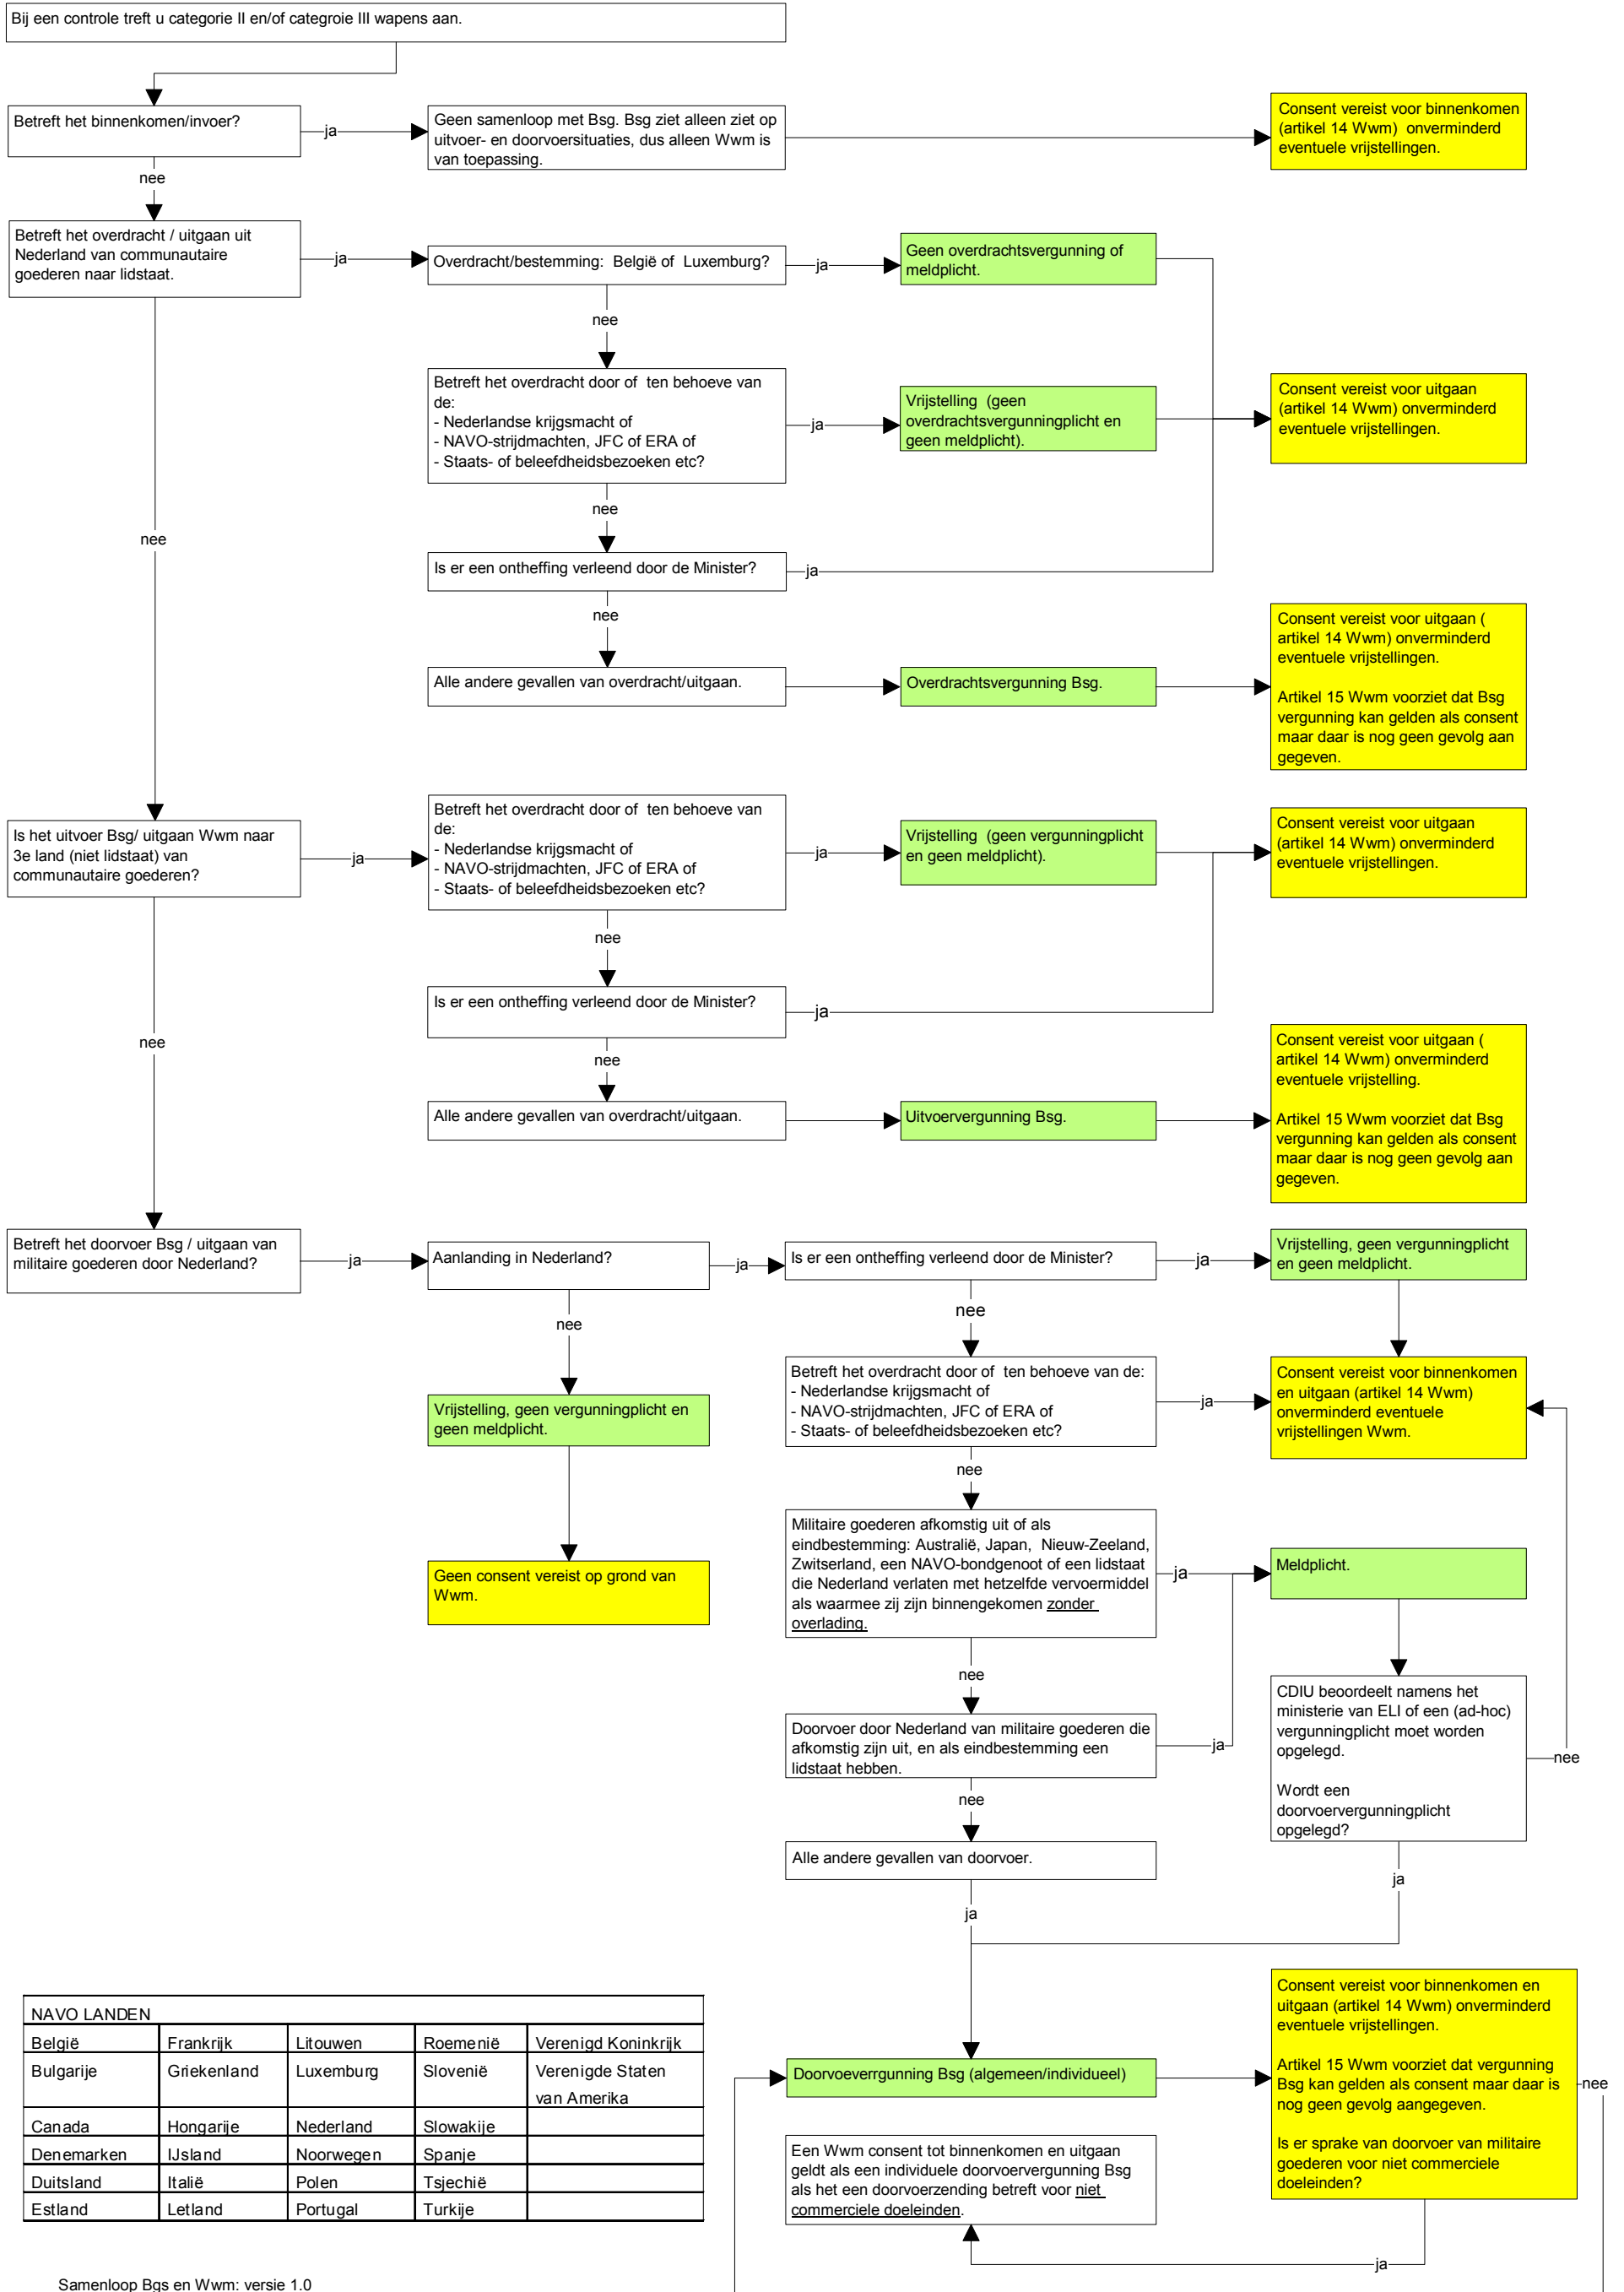 Bij een controle treft u categorie II en/of categroie III wapens aan.
Betreft het binnenkomen/invoer?
ja
Geen samenloop met Bsg. Bsg ziet alleen ziet op
uitvoer- en doorvoersituaties, dus alleen Wwm is
van toepassing.
Consent vereist voor binnenkomen
(artikel 14 Wwm) onverminderd
eventuele vrijstellingen.
nee
Betreft het overdracht / uitgaan uit
Nederland van communautaire
goederen naar lidstaat.
ja
Overdracht/bestemming: België of Luxemburg?
ja
Geen overdrachtsvergunning of
meldplicht.
nee
Betreft het overdracht door of ten behoeve van
de:
- Nederlandse krijgsmacht of
- NAVO-strijdmachten, JFC of ERA of
- Staats- of beleefdheidsbezoeken etc?
ja
Vrijstelling (geen
overdrachtsvergunningplicht en
geen meldplicht).
Consent vereist voor uitgaan
(artikel 14 Wwm) onverminderd
eventuele vrijstellingen.
nee
nee
Is er een ontheffing verleend door de Minister?
ja
nee
Alle andere gevallen van overdracht/uitgaan.
Overdrachtsvergunning Bsg.
Consent vereist voor uitgaan (
artikel 14 Wwm) onverminderd
eventuele vrijstellingen.
Artikel 15 Wwm voorziet dat Bsg
vergunning kan gelden als consent
maar daar is nog geen gevolg aan
gegeven.
Is het uitvoer Bsg/ uitgaan Wwm naar
3e land (niet lidstaat) van
communautaire goederen?
ja
Betreft het overdracht door of ten behoeve van
de:
- Nederlandse krijgsmacht of
- NAVO-strijdmachten, JFC of ERA of
- Staats- of beleefdheidsbezoeken etc?
ja
Vrijstelling (geen vergunningplicht
en geen meldplicht).
Consent vereist voor uitgaan
(artikel 14 Wwm) onverminderd
eventuele vrijstellingen.
nee
Is er een ontheffing verleend door de Minister?
ja
nee
nee
Alle andere gevallen van overdracht/uitgaan.
Uitvoervergunning Bsg.
Consent vereist voor uitgaan (
artikel 14 Wwm) onverminderd
eventuele vrijstelling.
Artikel 15 Wwm voorziet dat Bsg
vergunning kan gelden als consent
maar daar is nog geen gevolg aan
gegeven.
Betreft het doorvoer Bsg / uitgaan van
militaire goederen door Nederland?
ja
Aanlanding in Nederland?
ja
Is er een ontheffing verleend door de Minister?
ja
Vrijstelling, geen vergunningplicht
en geen meldplicht.
nee
nee
Vrijstelling, geen vergunningplicht en
geen meldplicht.
Betreft het overdracht door of ten behoeve van de:
- Nederlandse krijgsmacht of
- NAVO-strijdmachten, JFC of ERA of
- Staats- of beleefdheidsbezoeken etc?
ja
Consent vereist voor binnenkomen
en uitgaan (artikel 14 Wwm)
onverminderd eventuele
vrijstellingen Wwm.
nee
Geen consent vereist op grond van
Wwm.
Militaire goederen afkomstig uit of als
eindbestemming: Australië, Japan, Nieuw-Zeeland,
Zwitserland, een NAVO-bondgenoot of een lidstaat
die Nederland verlaten met hetzelfde vervoermiddel
als waarmee zij zijn binnengekomen zonder
overlading.
ja
Meldplicht.
nee
Doorvoer door Nederland van militaire goederen die
afkomstig zijn uit, en als eindbestemming een
lidstaat hebben.
ja
CDIU beoordeelt namens het
ministerie van ELI of een (ad-hoc)
vergunningplicht moet worden
opgelegd.
Wordt een
doorvoervergunningplicht
opgelegd?
nee
nee
Alle andere gevallen van doorvoer.
ja
ja
NAVO LANDEN
België Frankrijk Litouwen Roemenië Verenigd Koninkrijk
Bulgarije Griekenland Luxemburg Slovenië Verenigde Staten
van Amerika
Canada Hongarije Nederland Slowakije
Denemarken IJsland Noorwegen Spanje
Duitsland Italië Polen Tsjechië
Estland Letland Portugal Turkije
Doorvoeverrgunning Bsg (algemeen/individueel)
Consent vereist voor binnenkomen en
uitgaan (artikel 14 Wwm) onverminderd
eventuele vrijstellingen.
Artikel 15 Wwm voorziet dat vergunning
Bsg kan gelden als consent maar daar is
nog geen gevolg aangegeven.
Is er sprake van doorvoer van militaire
goederen voor niet commerciele
doeleinden?
nee
Een Wwm consent tot binnenkomen en uitgaan
geldt als een individuele doorvoervergunning Bsg
als het een doorvoerzending betreft voor niet
commerciele doeleinden.
ja
Samenloop Bgs en Wwm: versie 1.0